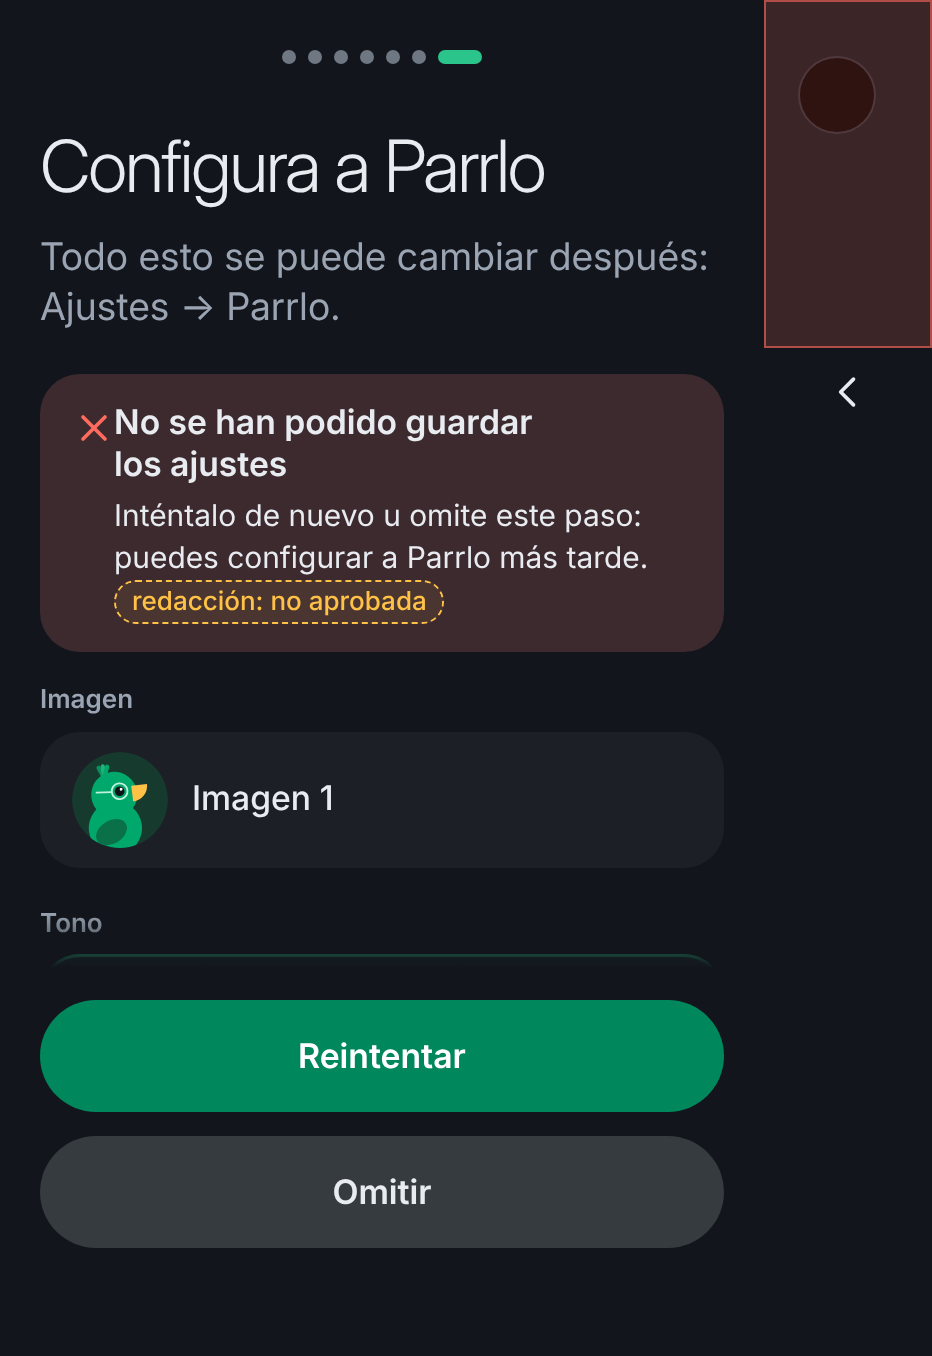 Configura a Parrlo
Todo esto se puede cambiar después:
Ajustes → Parrlo.
No se han podido guardar
los ajustes
Inténtalo de nuevo u omite este paso:
puedes configurar a Parrlo más tarde.
redacción: no aprobada
Imagen
Imagen 1
Tono
Reintentar
Omitir